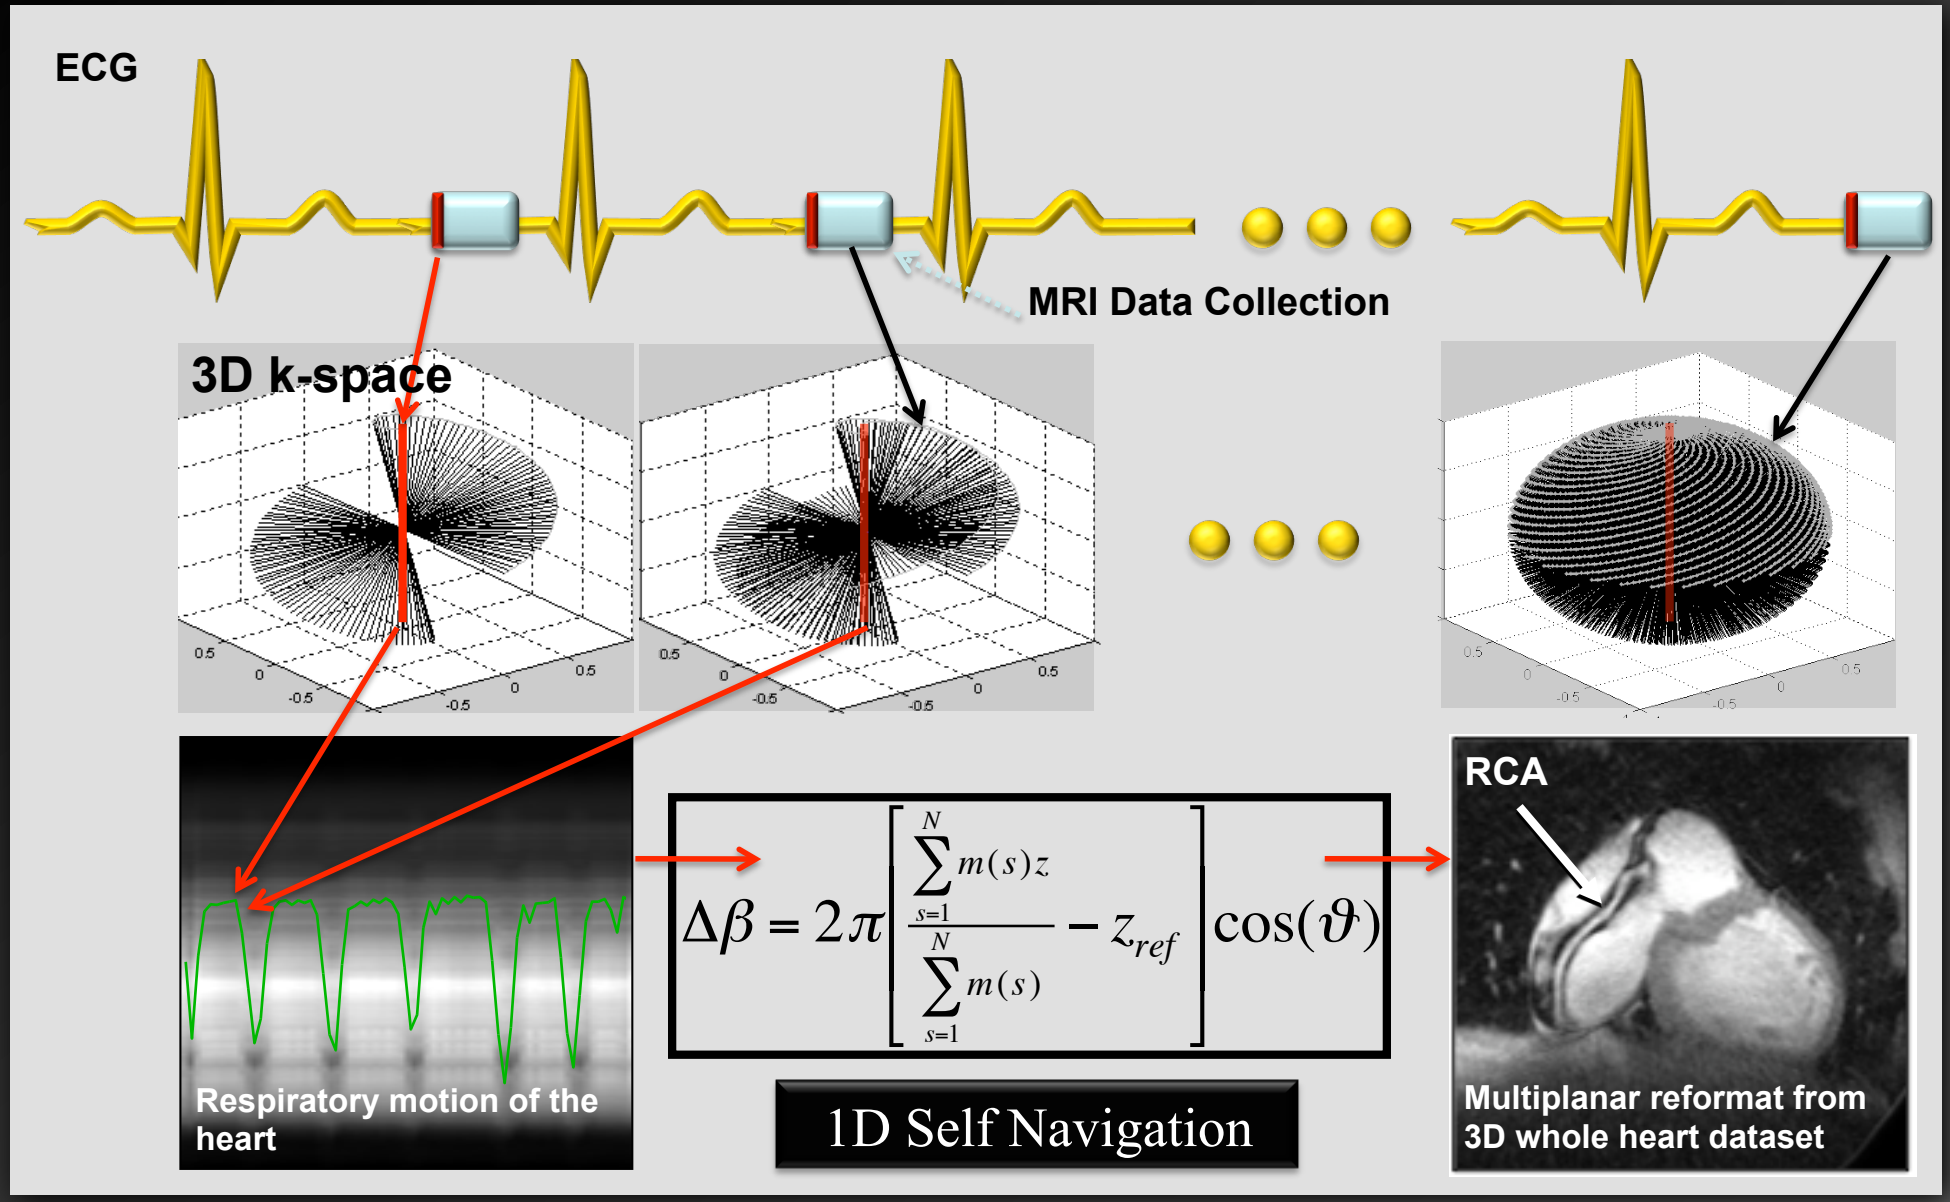 ECG
MRI Data Collection
3D k-space
0.5
0
-0.5
-0.5
0
0.5
0.5
0
-0.5
-0.5
0
0.5
0.5
0
-0.5
-0.5
0
0.5
Respiratory motion of the
heart
Δβ = 2π [ ∑_{s=1}^{N} m(s)z / ∑_{s=1}^{N} m(s) − z_{ref} ] cos(ϑ)
1D Self Navigation
RCA
Multiplanar reformat from
3D whole heart dataset